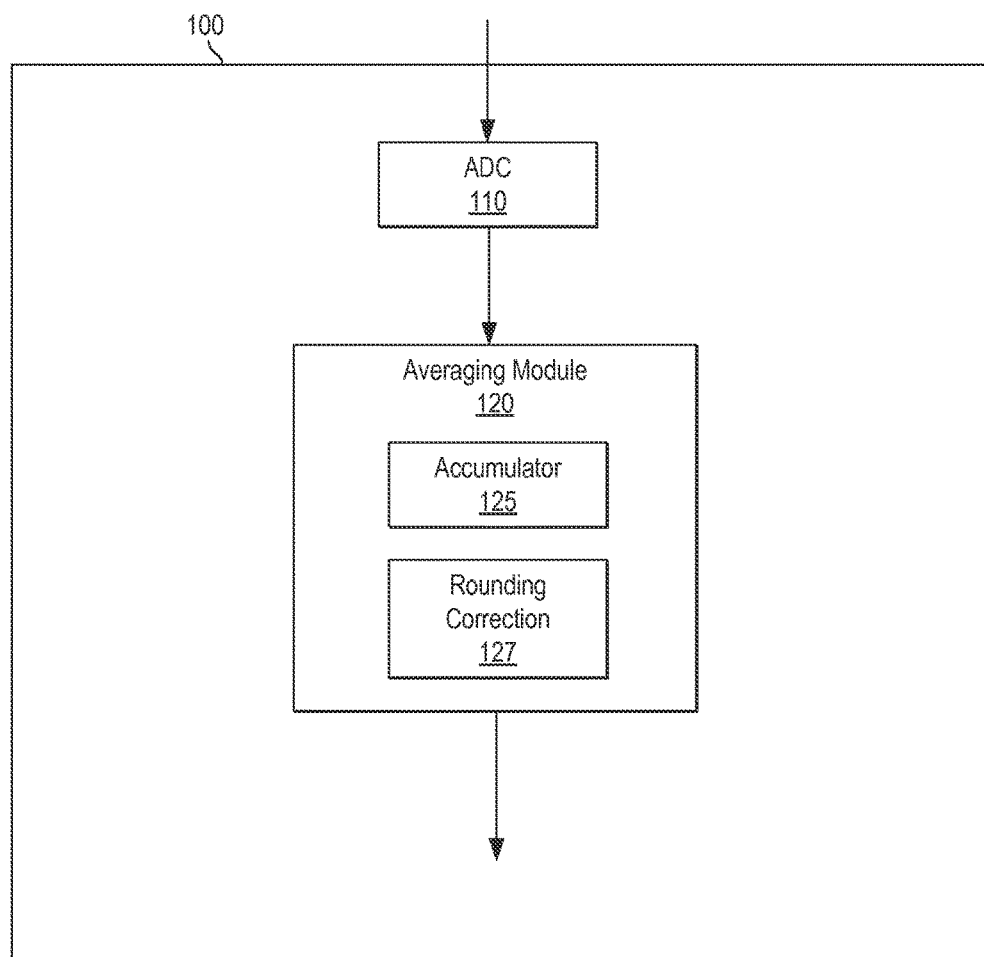 100
ADC
110
Averaging Module
120
Accumulator
125
Rounding
Correction
127